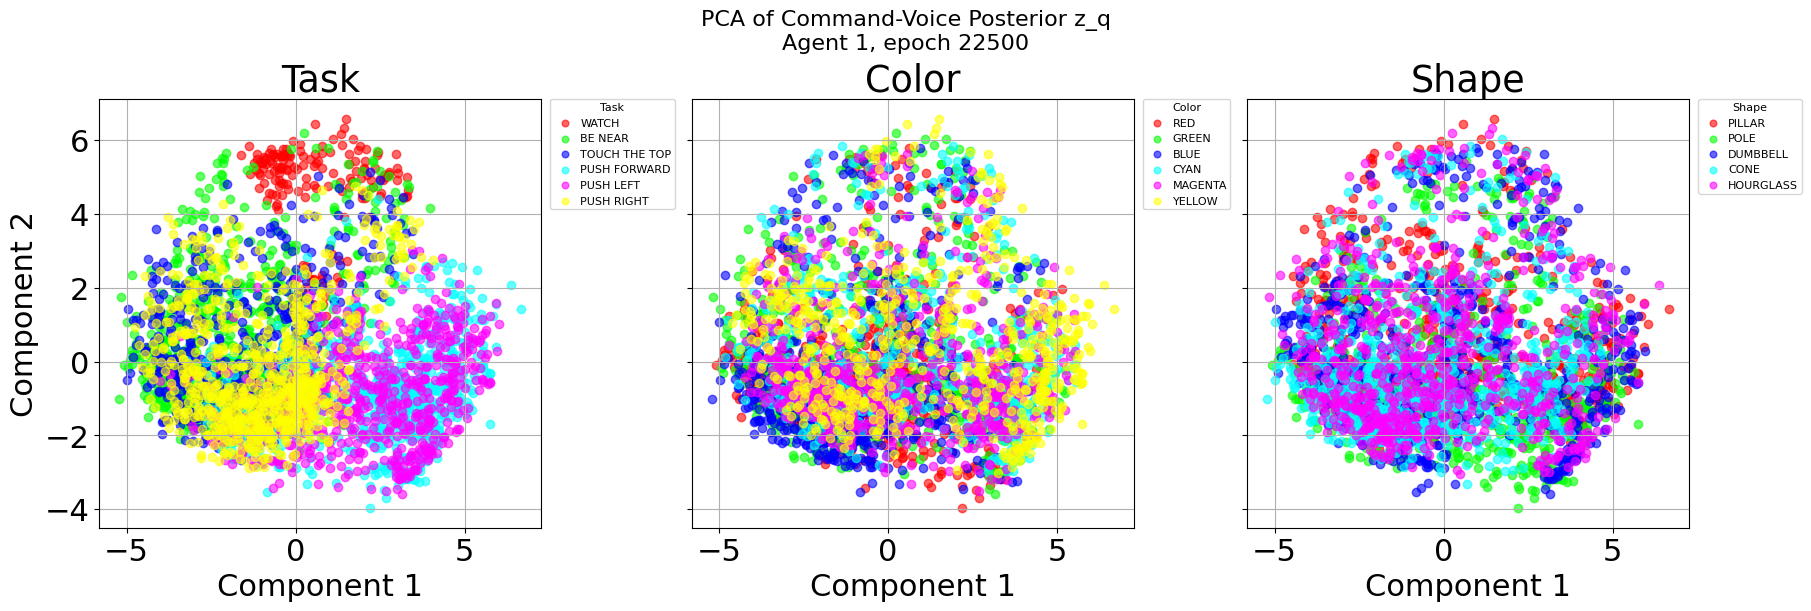 PCA of Command-Voice Posterior z_q
Agent 1, epoch 22500
Task
Component 2
6
4
2
0
−2
−4
−5
0
5
Component 1
Task
WATCH
BE NEAR
TOUCH THE TOP
PUSH FORWARD
PUSH LEFT
PUSH RIGHT
Color
−5
0
5
Component 1
Color
RED
GREEN
BLUE
CYAN
MAGENTA
YELLOW
Shape
−5
0
5
Component 1
Shape
PILLAR
POLE
DUMBBELL
CONE
HOURGLASS